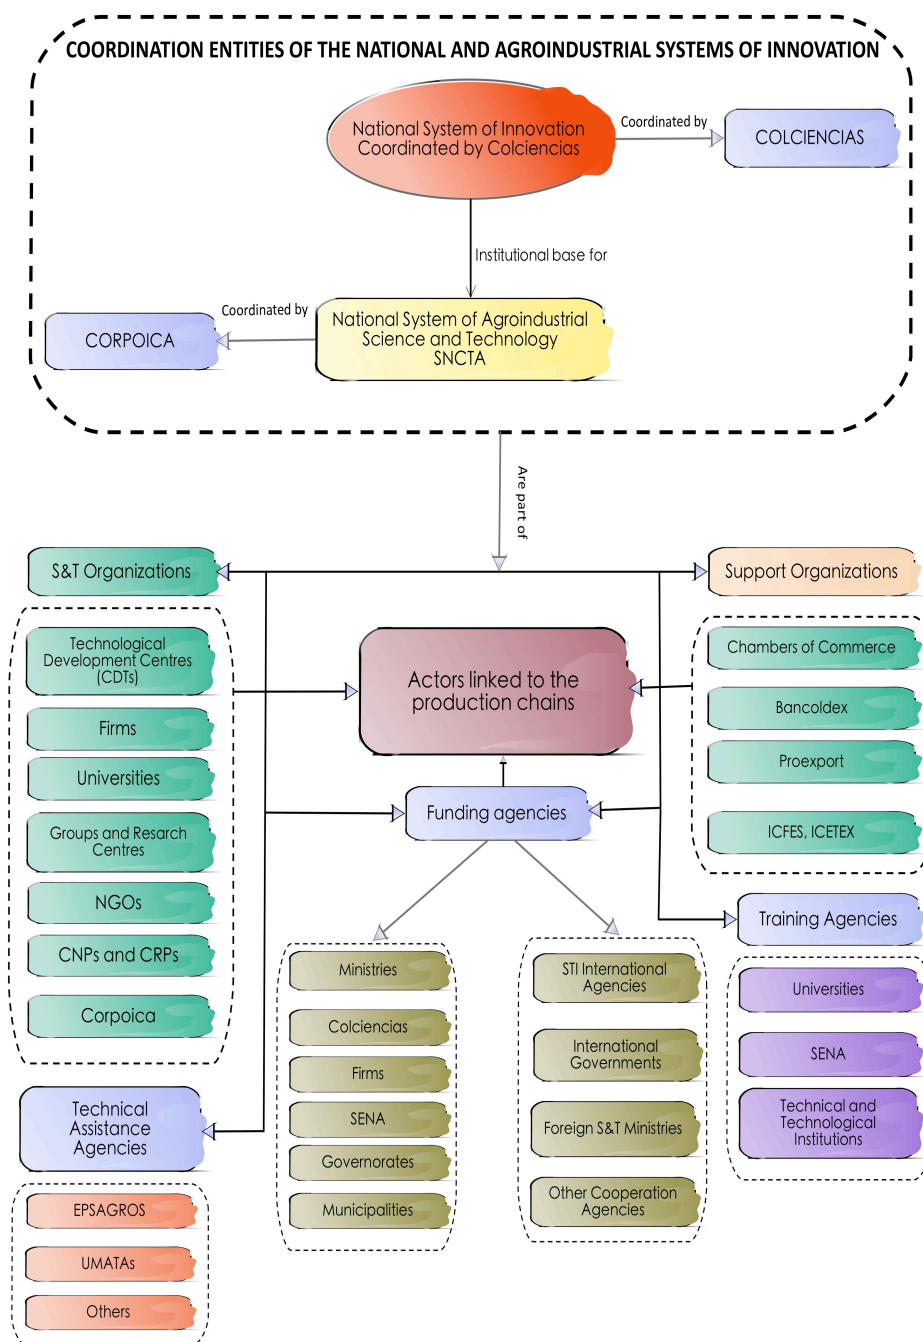 COORDINATION ENTITIES OF THE NATIONAL AND AGROINDUSTRIAL SYSTEMS OF INNOVATION
National System of Innovation
Coordinated by Colciencias
Coordinated by
COLCIENCIAS
Institutional base for
CORPOICA
Coordinated by
National System of Agroindustrial
Science and Technology
SNCTA
Are part of
S&T Organizations
Support Organizations
Technological
Development Centres
(CDTs)
Firms
Universities
Groups and Resarch
Centres
NGOs
CNPs and CRPs
Corpoica
Actors linked to the
production chains
Funding agencies
Chambers of Commerce
Bancoldex
Proexport
ICFES, ICETEX
Training Agencies
Universities
SENA
Technical and
Technological
Institutions
Ministries
Colciencias
Firms
SENA
Governorates
Municipalities
STI International
Agencies
International
Governments
Foreign S&T Ministries
Other Cooperation
Agencies
Technical
Assistance
Agencies
EPSAGROS
UMATAs
Others